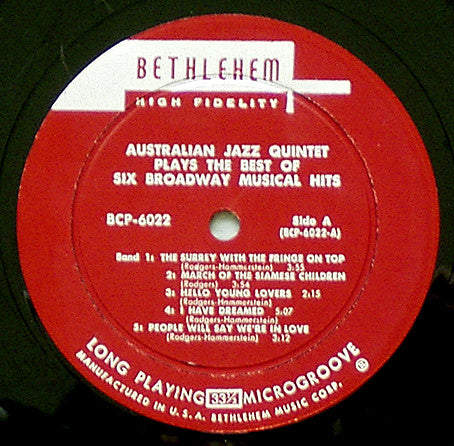 BETHLEHEM
HIGH FIDELITY
AUSTRALIAN JAZZ QUINTET
PLAYS THE BEST OF
SIX BROADWAY MUSICAL HITS
BCP-6022 Side A
(BCP-6022-A)
Band 1: THE SURREY WITH THE FRINGE ON TOP
(Rodgers-Hammerstein) 3:55
2: MARCH OF THE SIAMESE CHILDREN
(Rodgers) 3:54
3: HELLO YOUNG LOVERS 2:15
(Rodgers-Hammerstein)
4: I HAVE DREAMED 5:07
(Rodgers-Hammerstein)
5: PEOPLE WILL SAY WE'RE IN LOVE
(Rodgers-Hammerstein) 3:12
LONG PLAYING 33⅓ MICROGROOVE
MANUFACTURED IN U.S.A. BETHLEHEM MUSIC CORP.